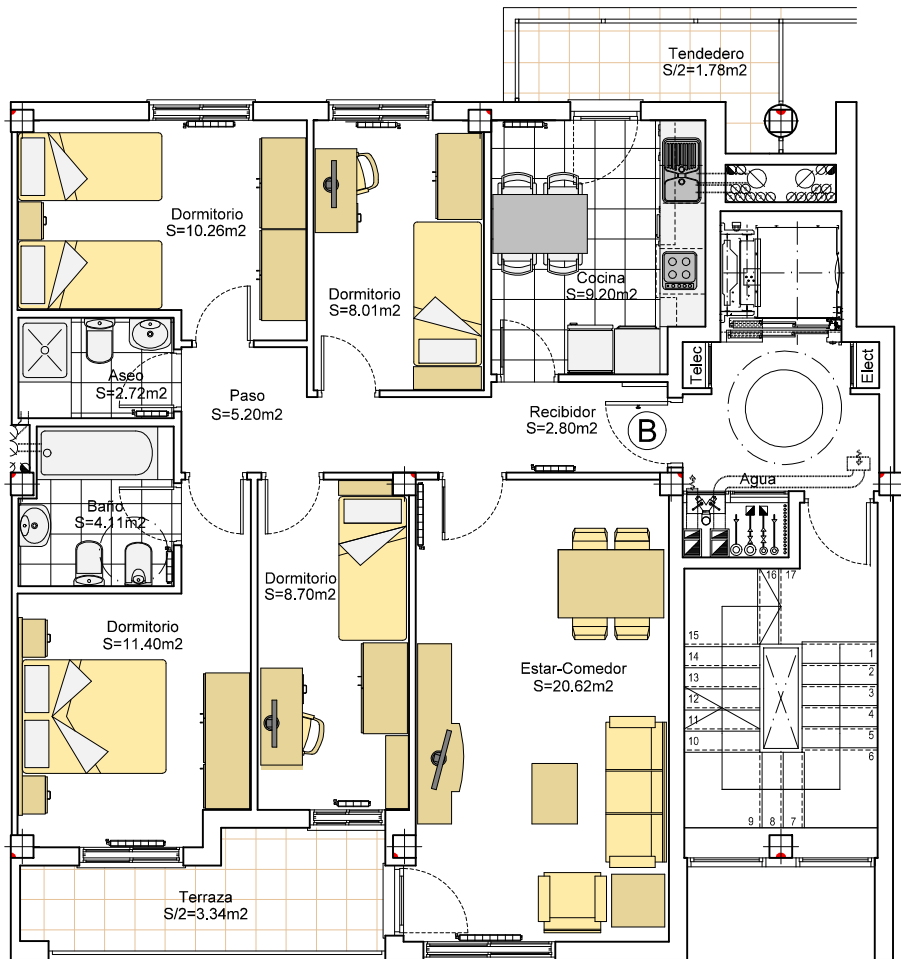 Tendedero
S/2=1.78m2
Dormitorio
S=10.26m2
Dormitorio
S=8.01m2
Cocina
S=9.20m2
Aseo
S=2.72m2
Paso
S=5.20m2
Recibidor
S=2.80m2
B
Telec
Elect
Agua
Baño
S=4.11m2
Dormitorio
S=8.70m2
Dormitorio
S=11.40m2
Estar-Comedor
S=20.62m2
Terraza
S/2=3.34m2
16
17
15
14
13
12
11
10
1
2
3
4
5
6
9
8
7